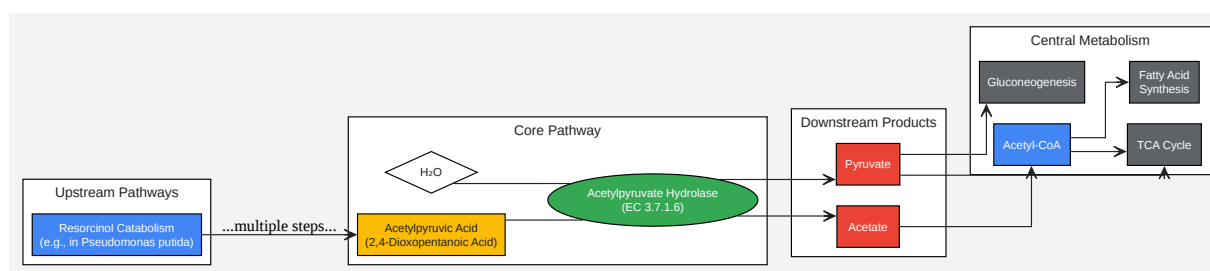 Upstream Pathways
Resorcinol Catabolism
(e.g., in Pseudomonas putida)
...multiple steps...
Core Pathway
H₂O
Acetylpyruvic Acid
(2,4-Dioxopentanoic Acid)
Acetylpyruvate Hydrolase
(EC 3.7.1.6)
Downstream Products
Pyruvate
Acetate
Central Metabolism
Gluconeogenesis
Fatty Acid
Synthesis
Acetyl-CoA
TCA Cycle